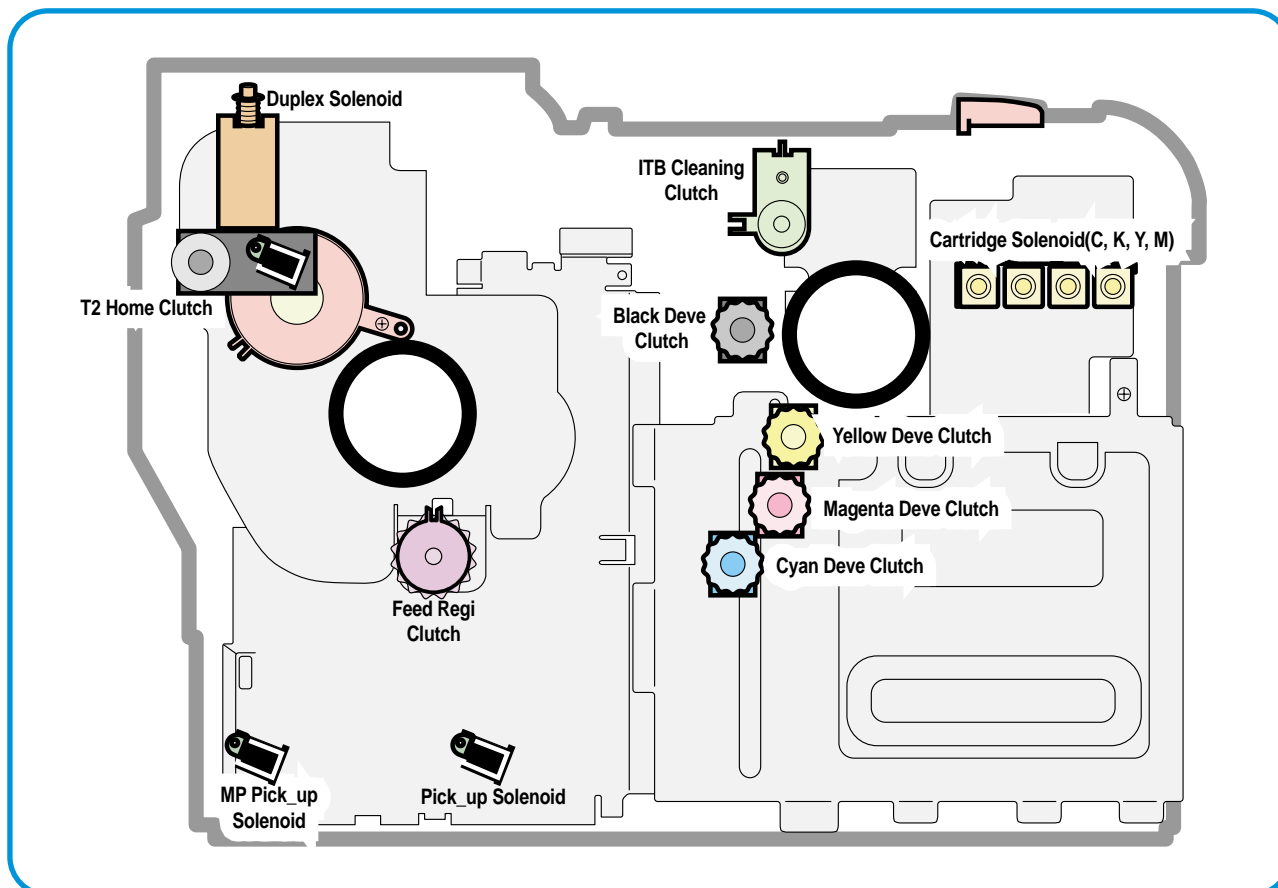 Duplex Solenoid
ITB Cleaning
Clutch
Cartridge Solenoid(C, K, Y, M)
T2 Home Clutch
Black Deve
Clutch
Yellow Deve Clutch
Magenta Deve Clutch
Cyan Deve Clutch
Feed Regi
Clutch
MP Pick_up
Solenoid
Pick_up Solenoid